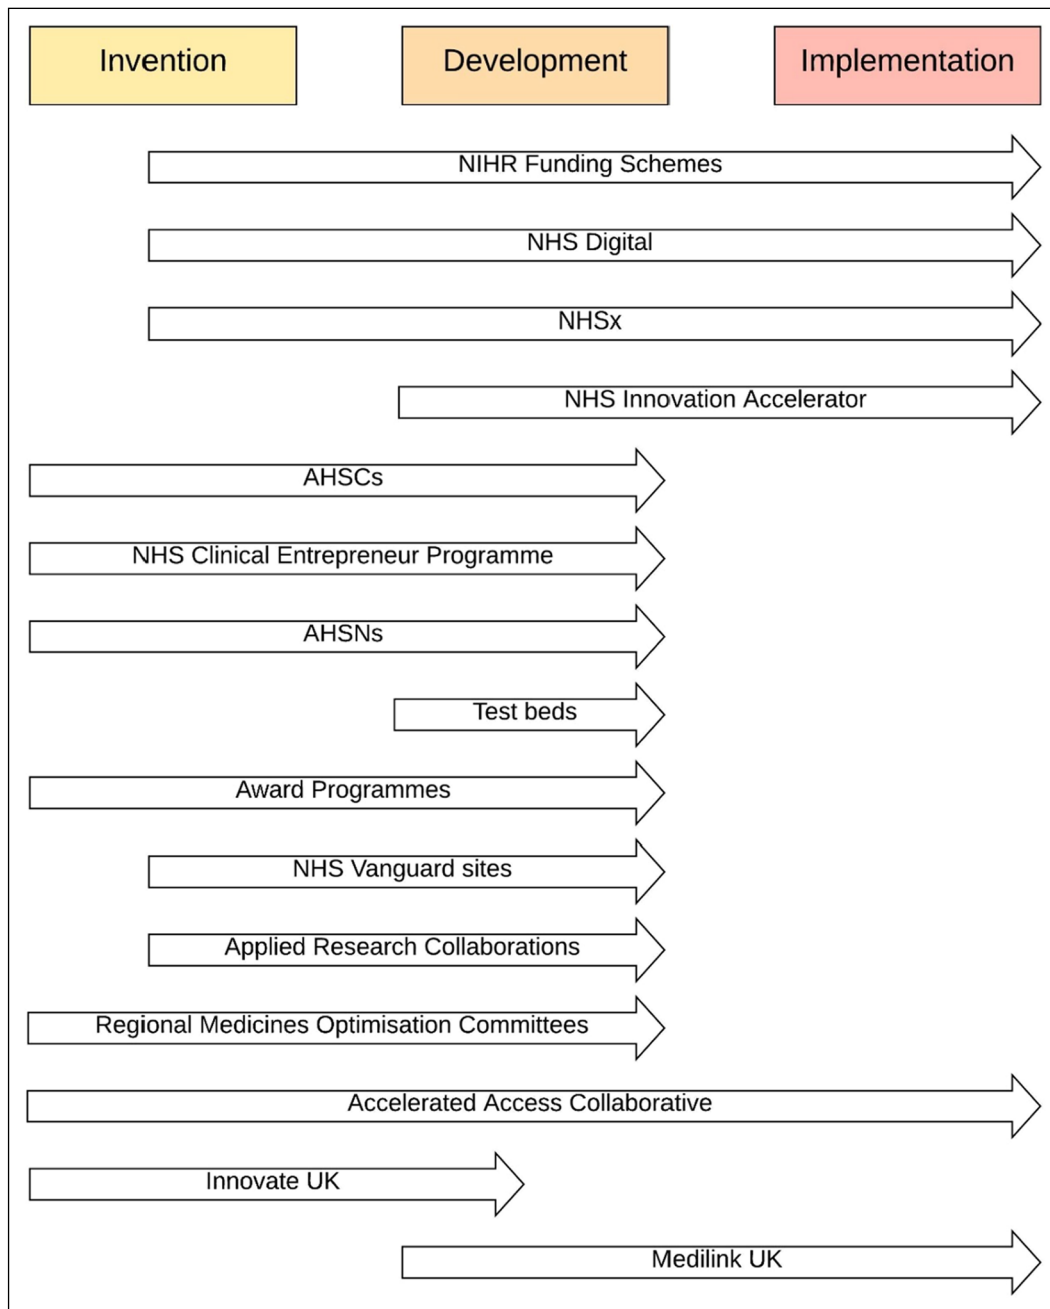 Invention
Development
Implementation
NIHR Funding Schemes
NHS Digital
NHSx
NHS Innovation Accelerator
AHSCs
NHS Clinical Entrepreneur Programme
AHSNs
Test beds
Award Programmes
NHS Vanguard sites
Applied Research Collaborations
Regional Medicines Optimisation Committees
Accelerated Access Collaborative
Innovate UK
Medilink UK